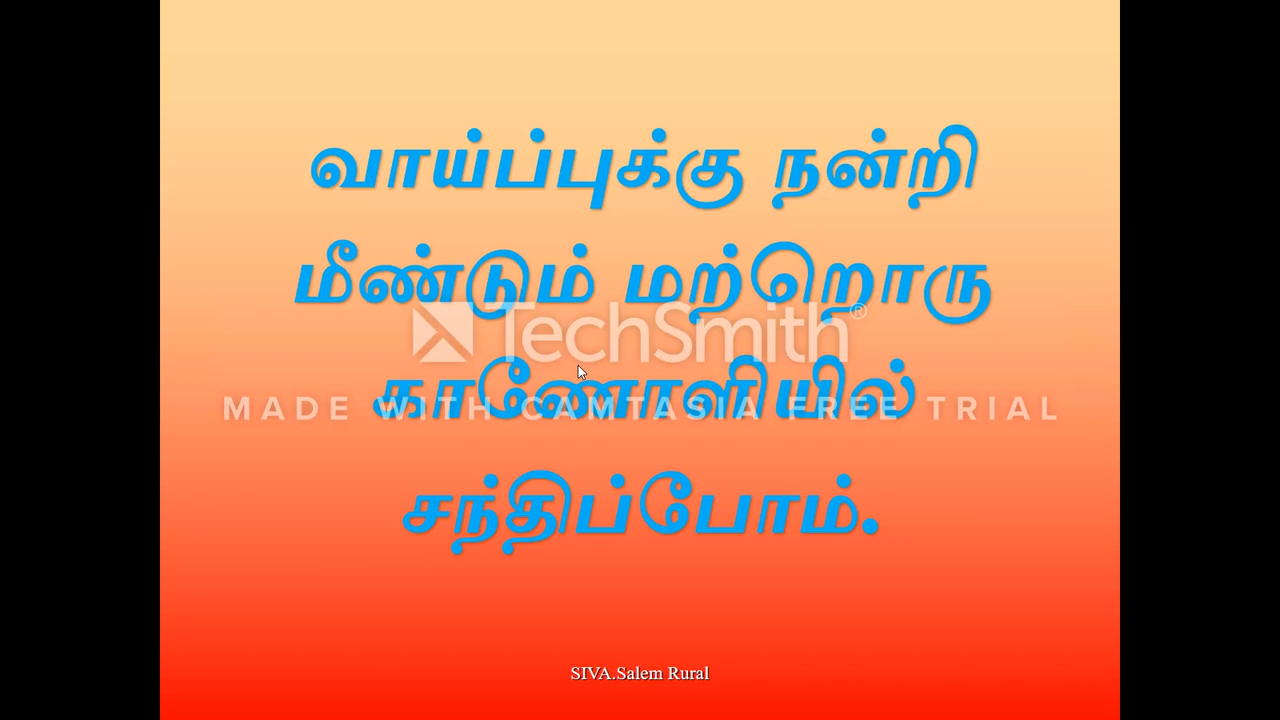 வாய்ப்புக்கு நன்றி
மீண்டும் மற்றொரு
TechSmith®
காணோளியில்
MADE WITH CAMTASIA FREE TRIAL
சந்திப்போம்.
SIVA.Salem Rural